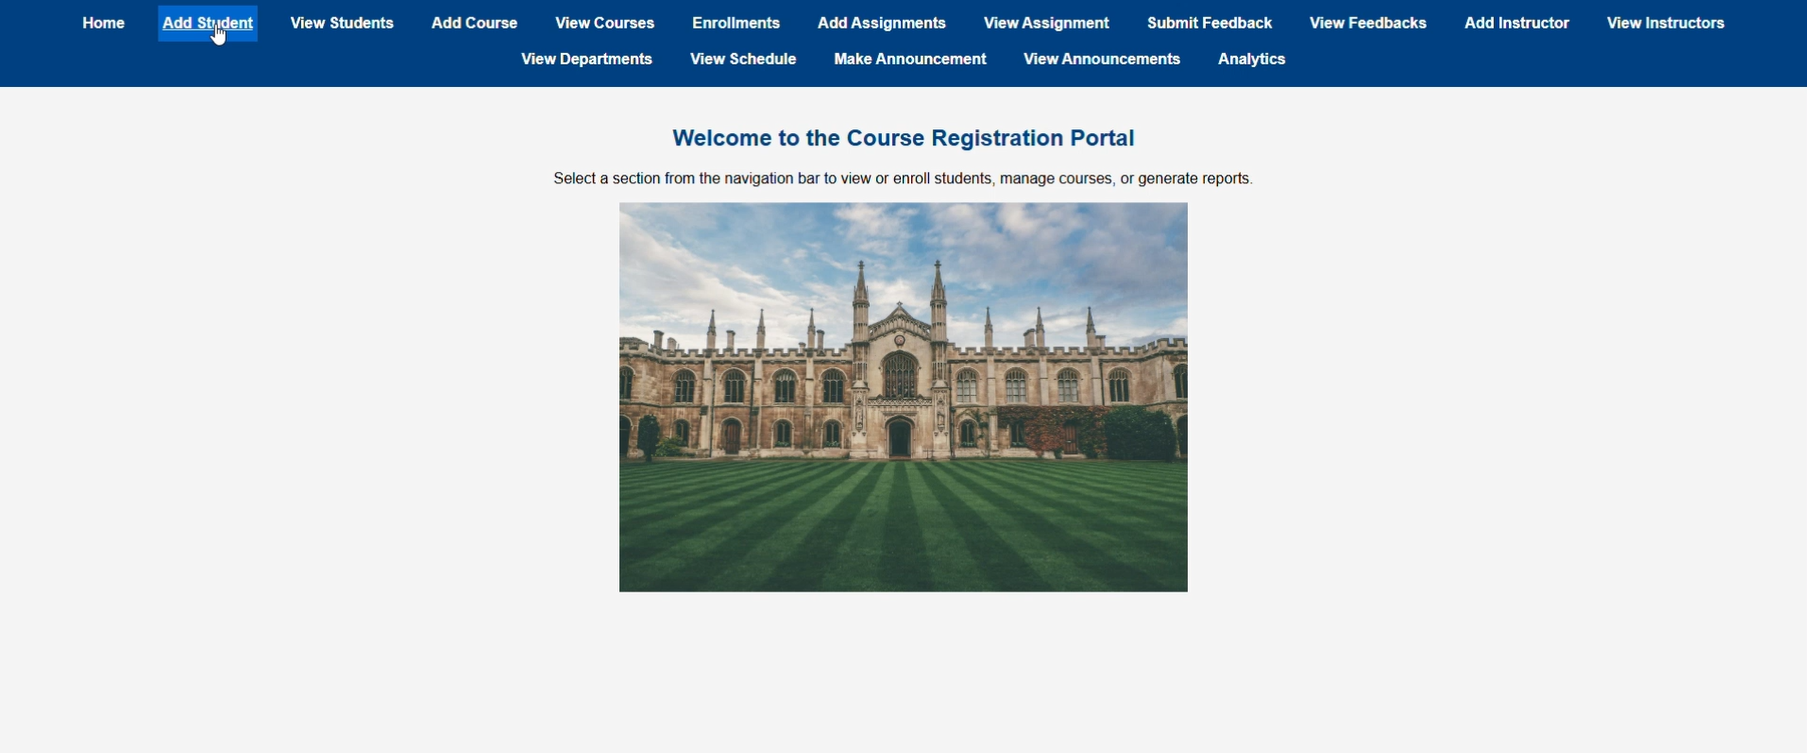 Home Add Student View Students Add Course View Courses Enrollments Add Assignments View Assignment Submit Feedback View Feedbacks Add Instructor View Instructors
View Departments View Schedule Make Announcement View Announcements Analytics
Welcome to the Course Registration Portal
Select a section from the navigation bar to view or enroll students, manage courses, or generate reports.